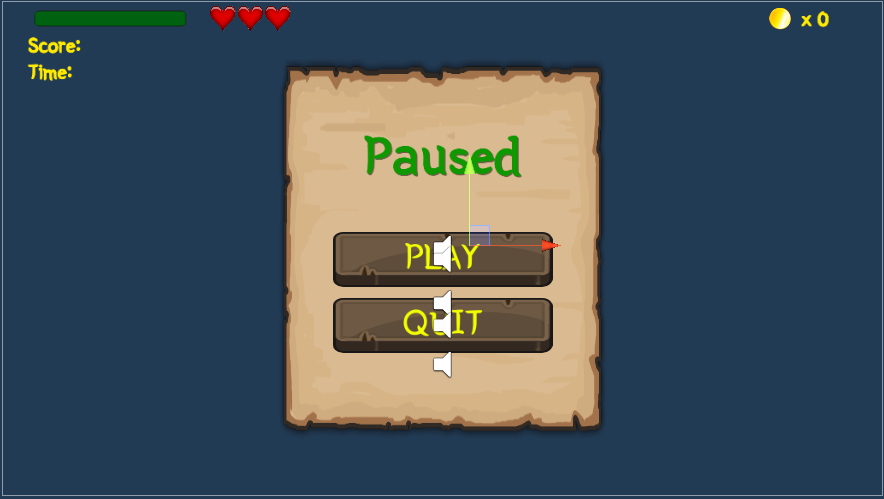 x 0
Score:
Time:
Paused
PLAY
QUIT